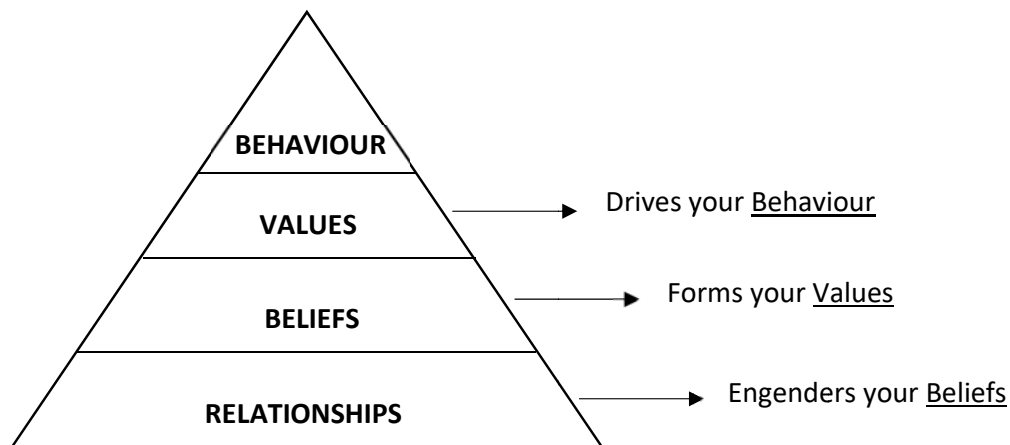 BEHAVIOUR
VALUES
Drives your Behaviour
BELIEFS
Forms your Values
RELATIONSHIPS
Engenders your Beliefs